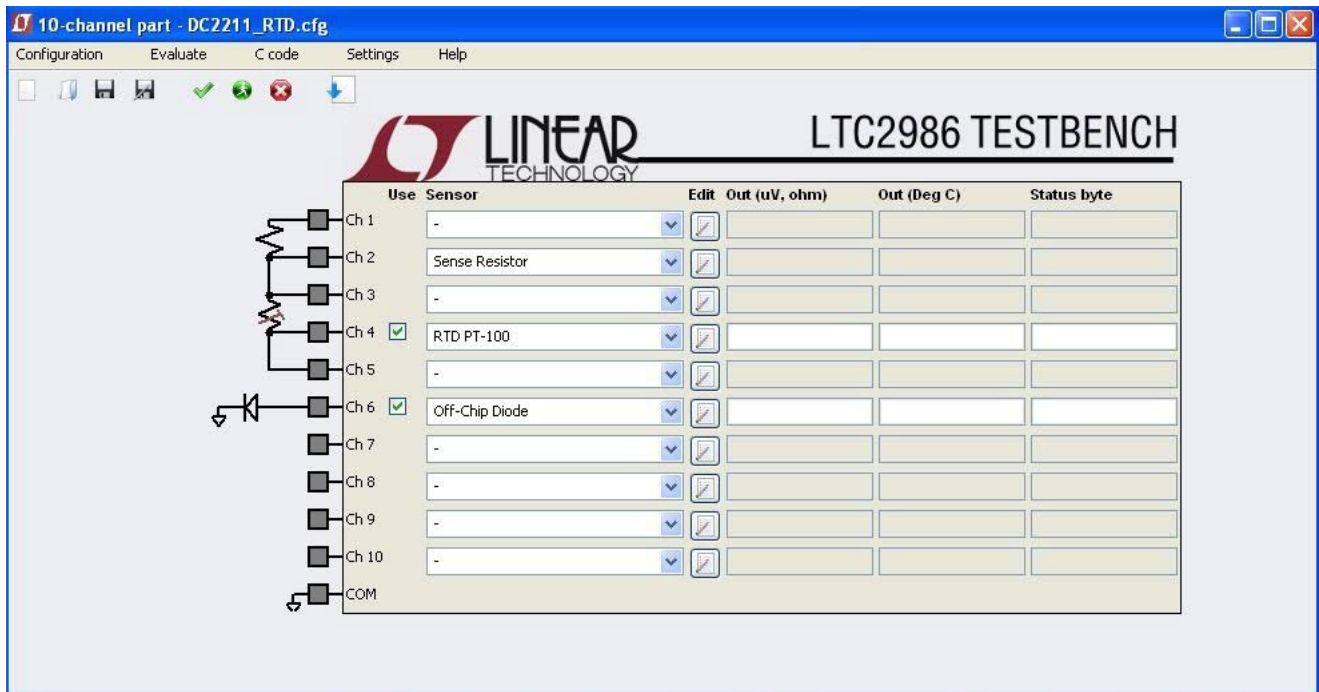 10-channel part - DC2211_RTD.cfg
Configuration Evaluate C code Settings Help
LINEAR TECHNOLOGY
LTC2986 TESTBENCH
Use Sensor Edit Out (uV, ohm) Out (Deg C) Status byte
Ch 1 -
Ch 2 Sense Resistor
Ch 3 -
Ch 4 RTD PT-100
Ch 5 -
Ch 6 Off-Chip Diode
Ch 7 -
Ch 8 -
Ch 9 -
Ch 10 -
COM